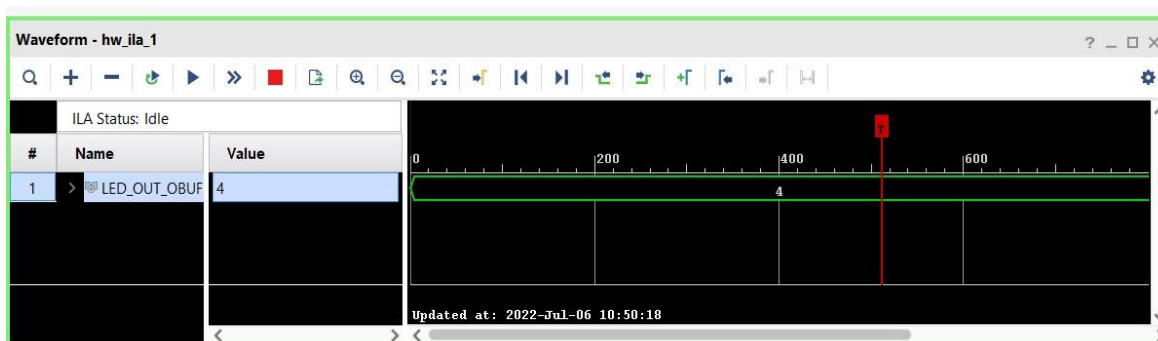 Waveform - hw_ila_1
ILA Status: Idle
# Name Value
1 LED_OUT_OBUF 4
0 200 400 600
4
T
Updated at: 2022-Jul-06 10:50:18